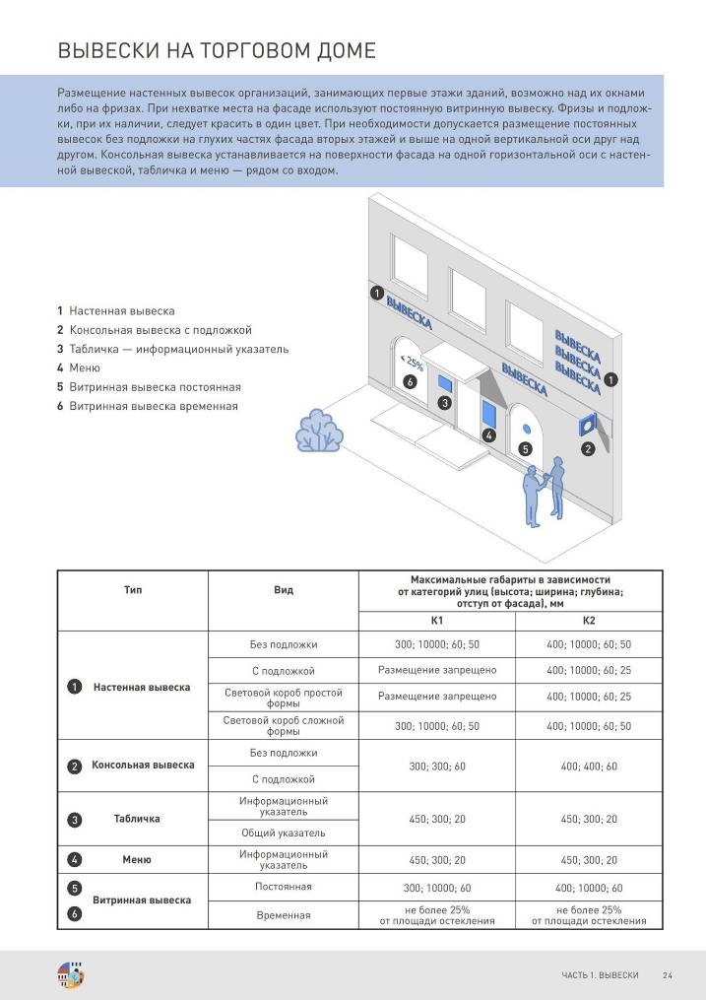 ВЫВЕСКИ НА ТОРГОВОМ ДОМЕ
Размещение настенных вывесок организаций, занимающих первые этажи зданий, возможно над их окнами
либо на фризах. При нехватке места на фасаде используют постоянную витринную вывеску. Фризы и подлож-
ки, при их наличии, следует красить в один цвет. При необходимости допускается размещение постоянных
вывесок без подложки на глухих частях фасада вторых этажей и выше на одной вертикальной оси друг над
другом. Консольная вывеска устанавливается на поверхности фасада на одной горизонтальной оси с настен-
ной вывеской, табличка и меню — рядом со входом.
1 Настенная вывеска
2 Консольная вывеска с подложкой
3 Табличка — информационный указатель
4 Меню
5 Витринная вывеска постоянная
6 Витринная вывеска временная
1
ВЫВЕСКА
ВЫВЕСКА
ВЫВЕСКА
ВЫВЕСКА
1
< 25%
6
ВЫВЕСКА
3
4
5
2
Тип
Вид
Максимальные габариты в зависимости
от категорий улиц (высота; ширина; глубина;
отступ от фасада), мм
К1
К2
1 Настенная вывеска
Без подложки
300; 10000; 60; 50
400; 10000; 60; 50
С подложкой
Размещение запрещено
400; 10000; 60; 25
Световой короб простой
формы
Размещение запрещено
400; 10000; 60; 25
Световой короб сложной
формы
300; 10000; 60; 50
400; 10000; 60; 50
2 Консольная вывеска
Без подложки
С подложкой
300; 300; 60
400; 400; 60
3 Табличка
Информационный
указатель
Общий указатель
450; 300; 20
450; 300; 20
4 Меню
Информационный
указатель
450; 300; 20
450; 300; 20
5
6
Витринная вывеска
Постоянная
300; 10000; 60
400; 10000; 60
Временная
не более 25%
от площади остекления
не более 25%
от площади остекления
ЧАСТЬ 1. ВЫВЕСКИ 24